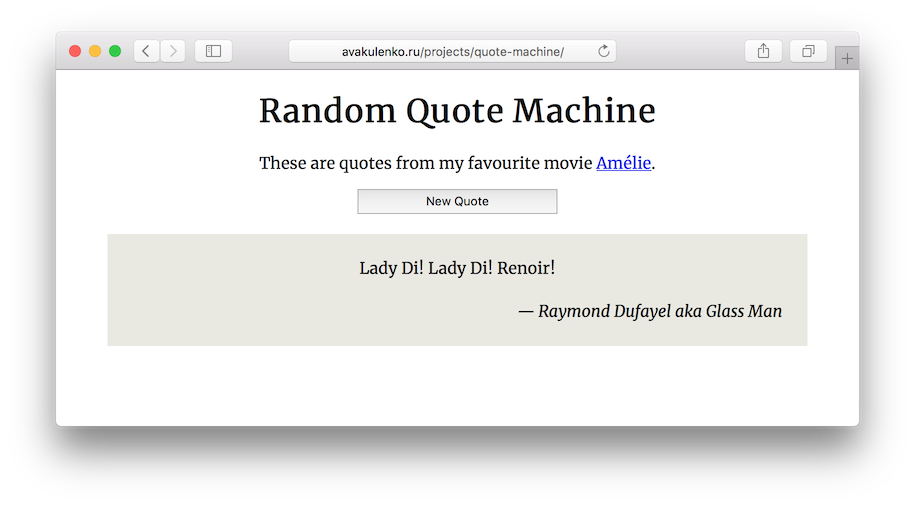 avakulenko.ru/projects/quote-machine/
Random Quote Machine
These are quotes from my favourite movie Amélie.
New Quote
Lady Di! Lady Di! Renoir!
— Raymond Dufayel aka Glass Man